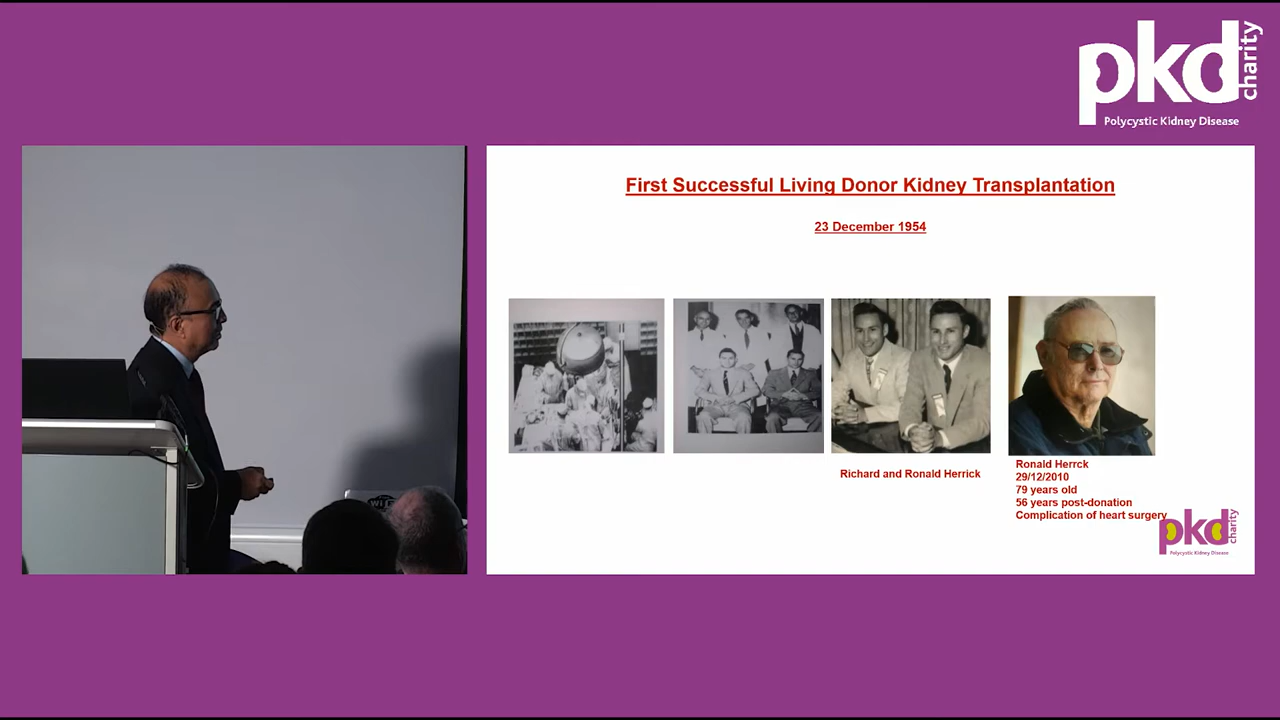 pkd
charity
Polycystic Kidney Disease
First Successful Living Donor Kidney Transplantation
23 December 1954
Richard and Ronald Herrick
Ronald Herrck
29/12/2010
79 years old
56 years post-donation
Complication of heart surgery
pkd
charity
Polycystic Kidney Disease